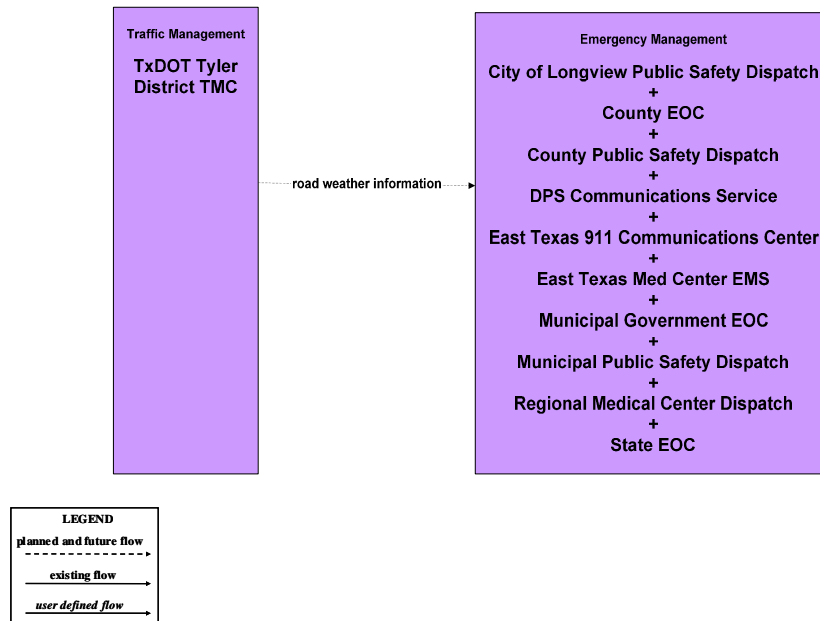 Traffic Management
TxDOT Tyler
District TMC
road weather information
Emergency Management
City of Longview Public Safety Dispatch
+
County EOC
+
County Public Safety Dispatch
+
DPS Communications Service
+
East Texas 911 Communications Center
+
East Texas Med Center EMS
+
Municipal Government EOC
+
Municipal Public Safety Dispatch
+
Regional Medical Center Dispatch
+
State EOC
LEGEND
planned and future flow
existing flow
user defined flow